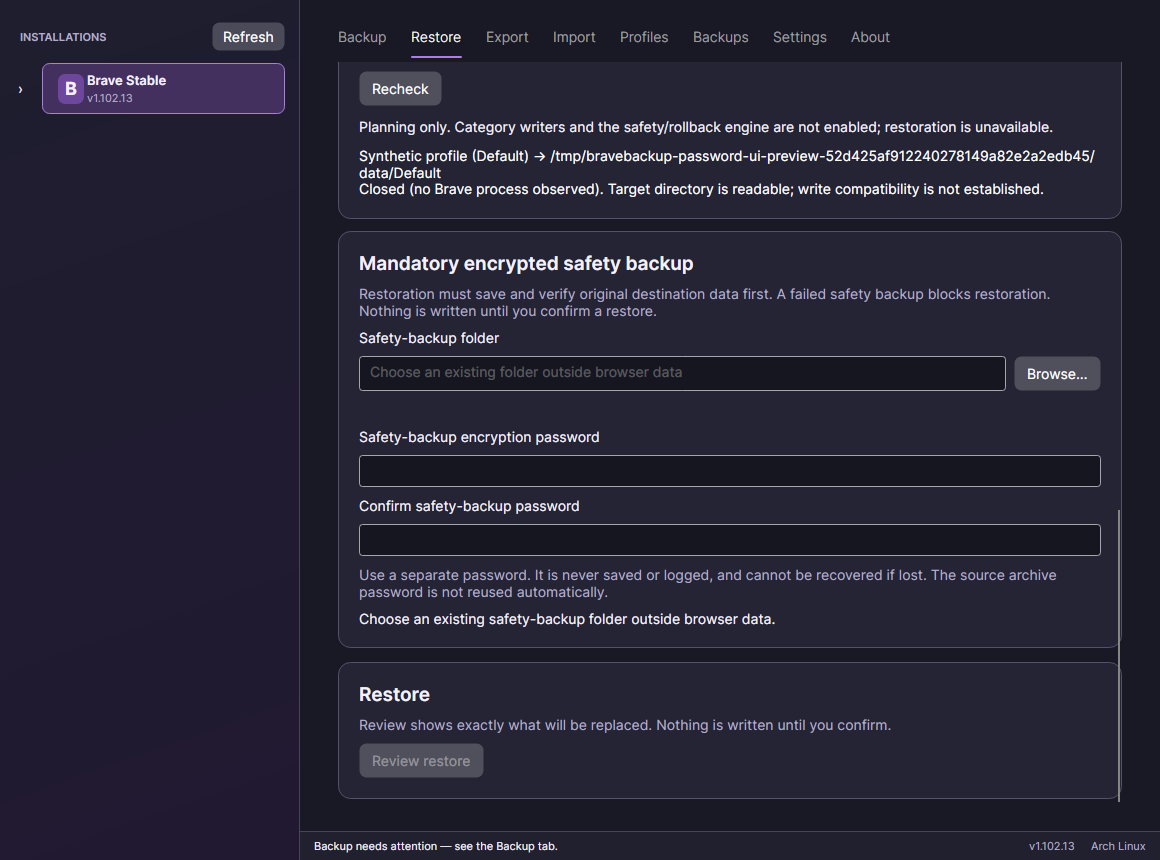 INSTALLATIONS
Refresh
›
B
Brave Stable
v1.102.13
Backup
Restore
Export
Import
Profiles
Backups
Settings
About
Recheck
Planning only. Category writers and the safety/rollback engine are not enabled; restoration is unavailable.
Synthetic profile (Default) → /tmp/bravebackup-password-ui-preview-52d425af912240278149a82e2a2edb45/
data/Default
Closed (no Brave process observed). Target directory is readable; write compatibility is not established.
Mandatory encrypted safety backup
Restoration must save and verify original destination data first. A failed safety backup blocks restoration.
Nothing is written until you confirm a restore.
Safety-backup folder
Choose an existing folder outside browser data
Browse...
Safety-backup encryption password
Confirm safety-backup password
Use a separate password. It is never saved or logged, and cannot be recovered if lost. The source archive
password is not reused automatically.
Choose an existing safety-backup folder outside browser data.
Restore
Review shows exactly what will be replaced. Nothing is written until you confirm.
Review restore
Backup needs attention — see the Backup tab.
v1.102.13
Arch Linux